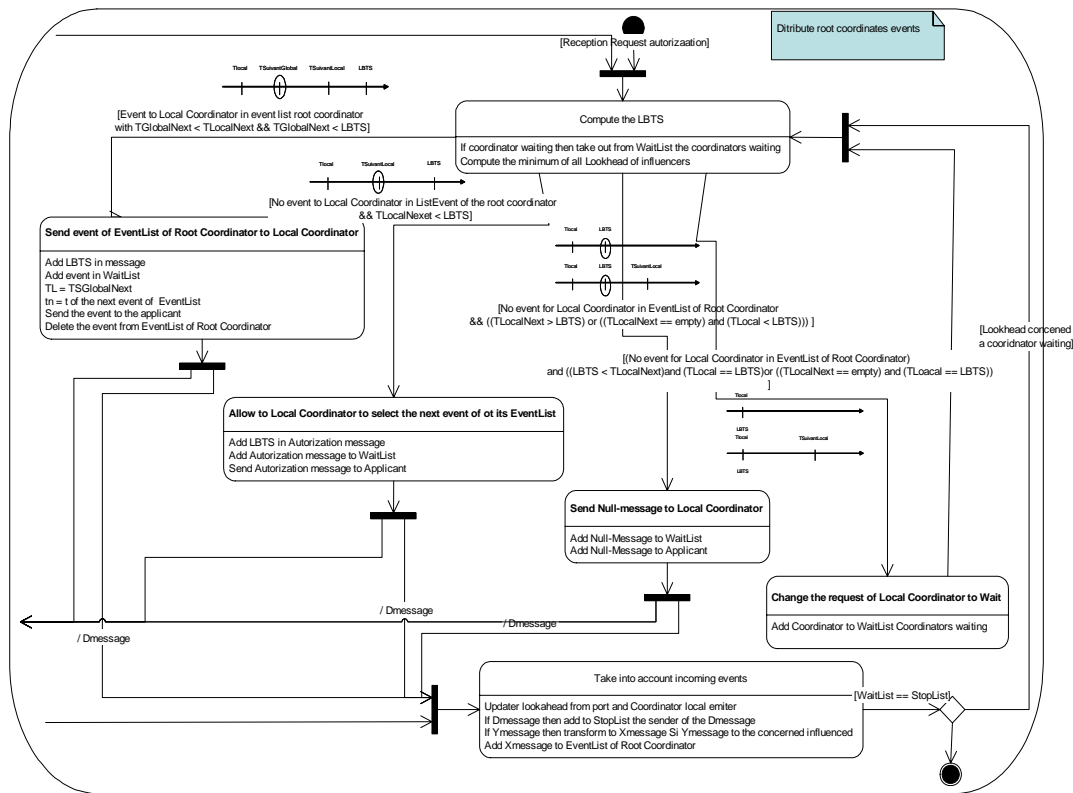 Ditribute root coordinates events
[Reception Request autorizaation]
Tlocal TSuivantGlobal TSuivantLocal LBTS
[Event to Local Coordinator in event list root coordinator
with TGlobalNext < TLocalNext && TGlobalNext < LBTS]
Compute the LBTS
If coordinator waiting then take out from WaitList the coordinators waiting
Compute the minimum of all Lookhead of influencers
Tlocal TSuivantLocal LBTS
[No event to Local Coordinator in ListEvent of the root coordinator
&& TLocalNexet < LBTS]
Send event of EventList of Root Coordinator to Local Coordinator
Add LBTS in message
Add event in WaitList
TL = TSGlobalNext
tn = t of the next event of EventList
Send the event to the applicant
Delete the event from EventList of Root Coordinator
Tlocal LBTS
Tlocal LBTS TSuivantLocal
[No event for Local Coordinator in EventList of Root Coordinator
&& ((TLocalNext > LBTS) or ((TLocalNext == empty) and (TLocal < LBTS))) ]
[Lookhead concened
a cooridnator waiting]
[(No event for Local Coordinator in EventList of Root Coordinator)
and ((LBTS < TLocalNext)and (TLocal == LBTS)or ((TLocalNext == empty) and (TLoacal == LBTS))
]
Tlocal
LBTS
Tlocal TSuivantLocal
LBTS
Allow to Local Coordinator to select the next event of ot its EventList
Add LBTS in Autorization message
Add Autorization message to WaitList
Send Autorization message to Applicant
Send Null-message to Local Coordinator
Add Null-Message to WaitList
Add Null-Message to Applicant
Change the request of Local Coordinator to Wait
Add Coordinator to WaitList Coordinators waiting
/ Dmessage
/ Dmessage
/ Dmessage
Take into account incoming events
Updater lookahead from port and Coordinator local emiter
If Dmessage then add to StopList the sender of the Dmessage
If Ymessage then transform to Xmessage Si Ymessage to the concerned influenced
Add Xmessage to EventList of Root Coordinator
[WaitList == StopList]